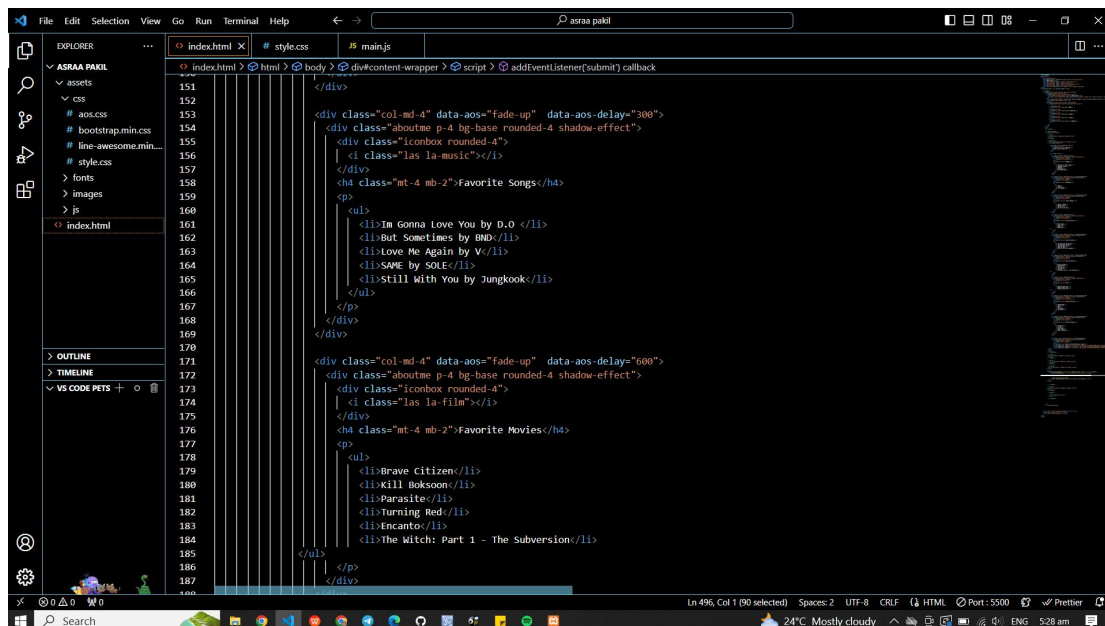 File Edit Selection View Go Run Terminal Help
asraa pakil
EXPLORER
index.html
style.css
JS main.js
ASRAA PAKIL
index.html > html > body > div#content-wrapper > script > addEventListener('submit') callback
assets
css
aos.css
bootstrap.min.css
line-awesome.min....
style.css
fonts
images
js
index.html
OUTLINE
TIMELINE
VS CODE PETS
151 </div>
152
153 <div class="col-md-4" data-aos="fade-up"  data-aos-delay="300">
154 <div class="aboutme p-4 bg-base rounded-4 shadow-effect">
155 <div class="iconbox rounded-4">
156 <i class="las la-music"></i>
157 </div>
158 <h4 class="mt-4 mb-2">Favorite Songs</h4>
159 <p>
160 <ul>
161 <li>Im Gonna Love You by D.O </li>
162 <li>But Sometimes by BND</li>
163 <li>Love Me Again by V</li>
164 <li>SAME by SOLE</li>
165 <li>Still With You by Jungkook</li>
166 </ul>
167 </p>
168 </div>
169 </div>
170
171 <div class="col-md-4" data-aos="fade-up"  data-aos-delay="600">
172 <div class="aboutme p-4 bg-base rounded-4 shadow-effect">
173 <div class="iconbox rounded-4">
174 <i class="las la-film"></i>
175 </div>
176 <h4 class="mt-4 mb-2">Favorite Movies</h4>
177 <p>
178 <ul>
179 <li>Brave Citizen</li>
180 <li>Kill Boksoon</li>
181 <li>Parasite</li>
182 <li>Turning Red</li>
183 <li>Encanto</li>
184 <li>The Witch: Part 1 - The Subversion</li>
185 </ul>
186 </p>
187 </div>
0 0 0 Ln 496, Col 1 (90 selected) Spaces: 2 UTF-8 CRLF HTML Port : 5500 Prettier
Search 24°C Mostly cloudy ENG 5:28 am